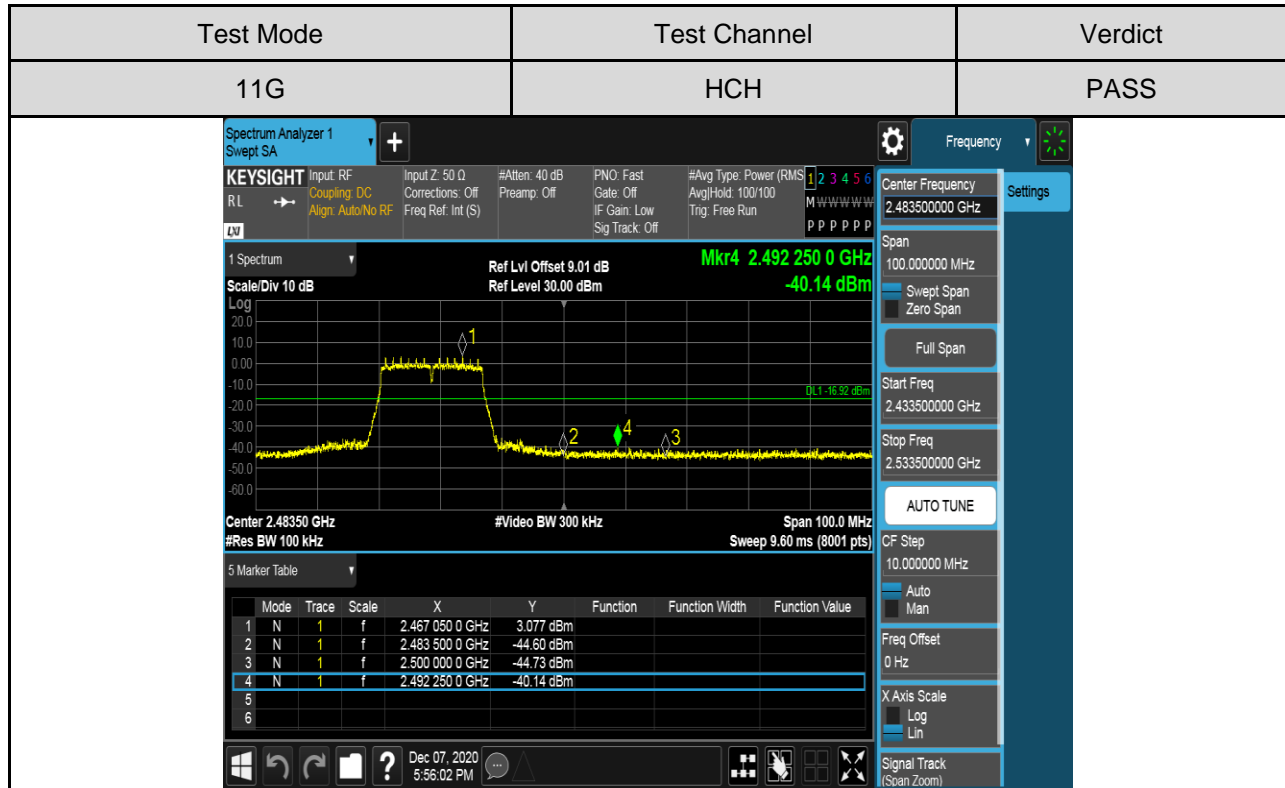 Test Mode Test Channel Verdict
11G HCH PASS
Spectrum Analyzer 1
Swept SA
+
Frequency
KEYSIGHT Input: RF Input Z: 50 Ω #Atten: 40 dB PNO: Fast #Avg Type: Power (RMS 1 2 3 4 5 6
RL Coupling: DC Corrections: Off Preamp: Off Gate: Off Avg|Hold: 100/100 M W W W W W
Align: Auto/No RF Freq Ref: Int (S) IF Gain: Low Trig: Free Run
LXI Sig Track: Off P P P P P P
1 Spectrum
Ref Lvl Offset 9.01 dB Mkr4 2.492 250 0 GHz
Scale/Div 10 dB Ref Level 30.00 dBm -40.14 dBm
Log
20.0
10.0
0.00
-10.0
-20.0
-30.0
-40.0
-50.0
-60.0
1
DL1 -16.92 dBm
2 4 3
Center 2.48350 GHz #Video BW 300 kHz Span 100.0 MHz
#Res BW 100 kHz Sweep 9.60 ms (8001 pts)
5 Marker Table
Mode Trace Scale X Y Function Function Width Function Value
1 N 1 f 2.467 050 0 GHz 3.077 dBm
2 N 1 f 2.483 500 0 GHz -44.60 dBm
3 N 1 f 2.500 000 0 GHz -44.73 dBm
4 N 1 f 2.492 250 0 GHz -40.14 dBm
5
6
? Dec 07, 2020
5:56:02 PM
Center Frequency
2.483500000 GHz
Settings
Span
100.000000 MHz
Swept Span
Zero Span
Full Span
Start Freq
2.433500000 GHz
Stop Freq
2.533500000 GHz
AUTO TUNE
CF Step
10.000000 MHz
Auto
Man
Freq Offset
0 Hz
X Axis Scale
Log
Lin
Signal Track
(Span Zoom)